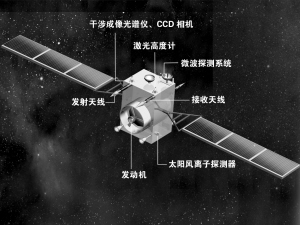 干涉成像光谱仪、CCD 相机
激光高度计
微波探测系统
发射天线
接收天线
发动机
太阳风离子探测器